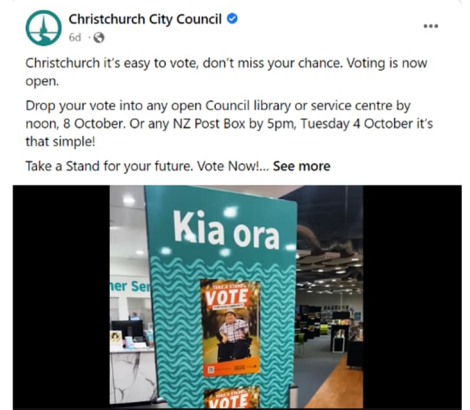 Christchurch City Council
6d
Christchurch it's easy to vote, don't miss your chance. Voting is now
open.
Drop your vote into any open Council library or service centre by
noon, 8 October. Or any NZ Post Box by 5pm, Tuesday 4 October it's
that simple!
Take a Stand for your future. Vote Now!... See more
Kia ora
TAKE A STAND
VOTE
VOTE